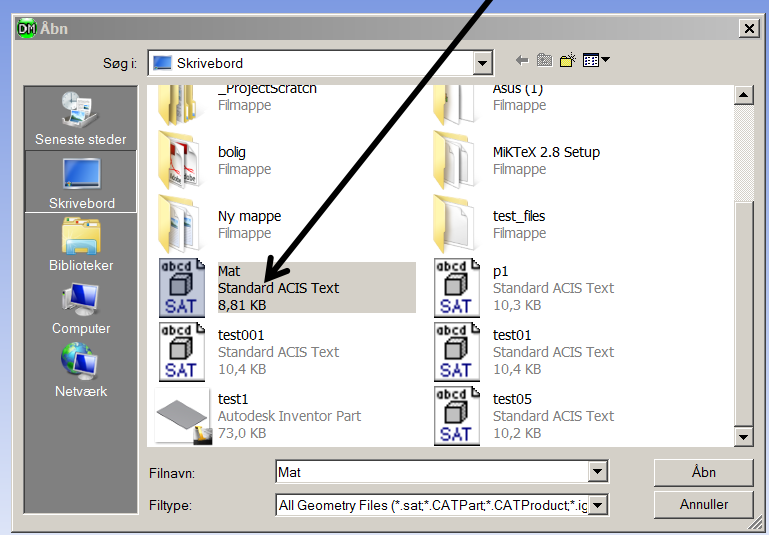 DM Åbn
Søg i: Skrivebord
Seneste steder
Skrivebord
Biblioteker
Computer
Netværk
_ProjectScratch
Filmappe
Asus (1)
Filmappe
bolig
Filmappe
MiKTeX 2.8 Setup
Filmappe
Ny mappe
Filmappe
test_files
Filmappe
abcd
SAT
Mat
Standard ACIS Text
8,81 KB
abcd
SAT
p1
Standard ACIS Text
10,3 KB
abcd
SAT
test001
Standard ACIS Text
10,4 KB
abcd
SAT
test01
Standard ACIS Text
10,4 KB
test1
Autodesk Inventor Part
73,0 KB
abcd
SAT
test05
Standard ACIS Text
10,2 KB
Filnavn: Mat
Åbn
Filtype: All Geometry Files (*.sat;*.CATPart;*.CATProduct;*.ig
Annuller